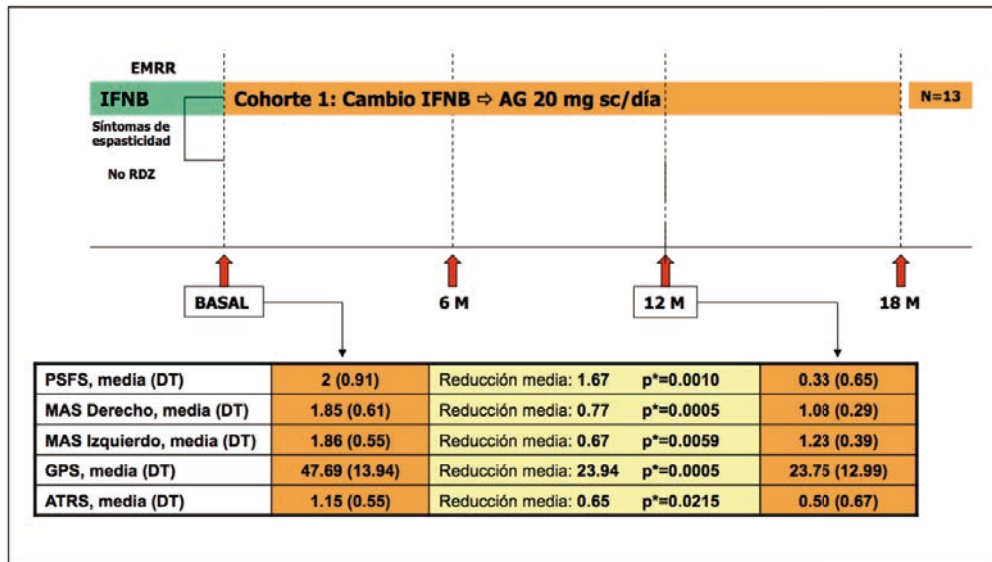 EMRR
IFNB
Cohorte 1: Cambio IFNB ⇨ AG 20 mg sc/día
N=13
Síntomas de
espasticidad
No RDZ
BASAL
6 M
12 M
18 M
PSFS, media (DT) 2 (0.91) Reducción media: 1.67 p*=0.0010 0.33 (0.65)
MAS Derecho, media (DT) 1.85 (0.61) Reducción media: 0.77 p*=0.0005 1.08 (0.29)
MAS Izquierdo, media (DT) 1.86 (0.55) Reducción media: 0.67 p*=0.0059 1.23 (0.39)
GPS, media (DT) 47.69 (13.94) Reducción media: 23.94 p*=0.0005 23.75 (12.99)
ATRS, media (DT) 1.15 (0.55) Reducción media: 0.65 p*=0.0215 0.50 (0.67)